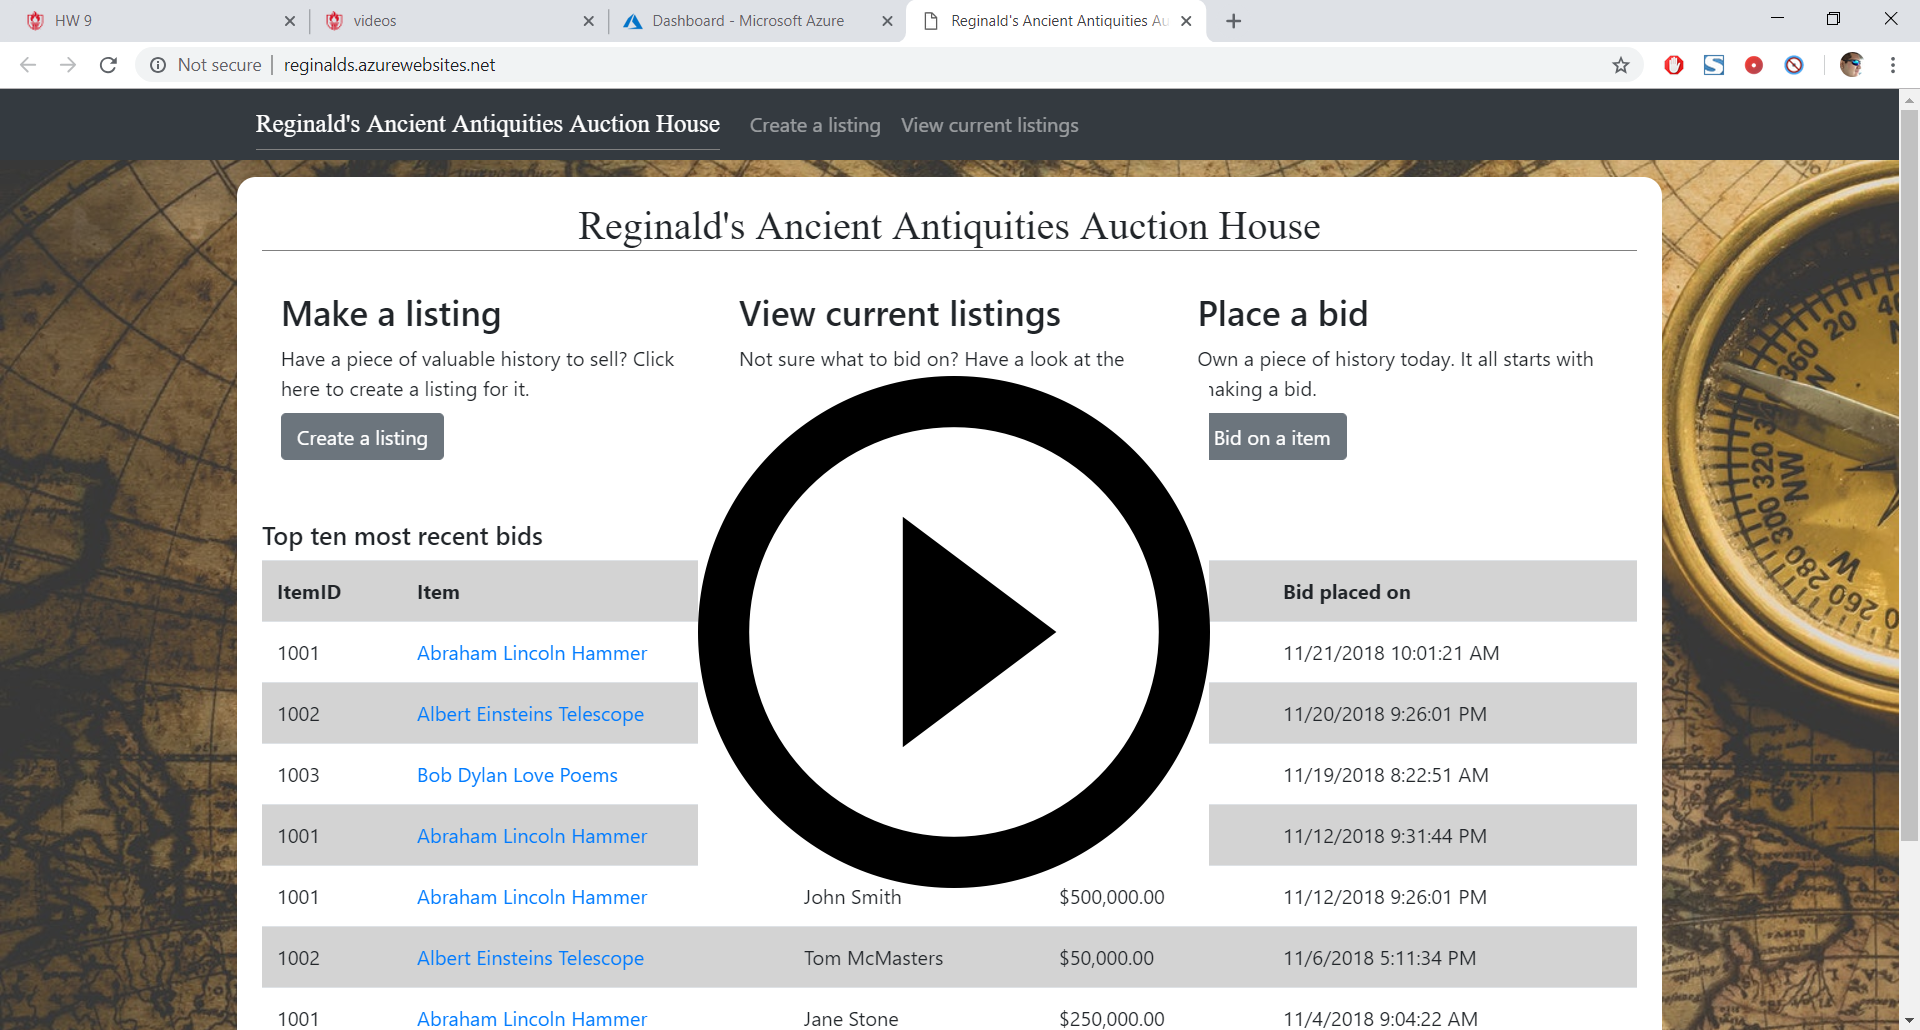 HW 9
videos
Dashboard - Microsoft Azure
Reginald's Ancient Antiquities Au
Not secure
reginalds.azurewebsites.net
Reginald's Ancient Antiquities Auction House
Create a listing
View current listings
Reginald's Ancient Antiquities Auction House
Make a listing
Have a piece of valuable history to sell? Click
here to create a listing for it.
Create a listing
View current listings
Not sure what to bid on? Have a look at the
Place a bid
Own a piece of history today. It all starts with
making a bid.
Bid on a item
Top ten most recent bids
ItemID Item Bid placed on
1001 Abraham Lincoln Hammer 11/21/2018 10:01:21 AM
1002 Albert Einsteins Telescope 11/20/2018 9:26:01 PM
1003 Bob Dylan Love Poems 11/19/2018 8:22:51 AM
1001 Abraham Lincoln Hammer 11/12/2018 9:31:44 PM
1001 Abraham Lincoln Hammer John Smith $500,000.00 11/12/2018 9:26:01 PM
1002 Albert Einsteins Telescope Tom McMasters $50,000.00 11/6/2018 5:11:34 PM
1001 Abraham Lincoln Hammer Jane Stone $250,000.00 11/4/2018 9:04:22 AM
20
360
NW
320
300
280
W
260